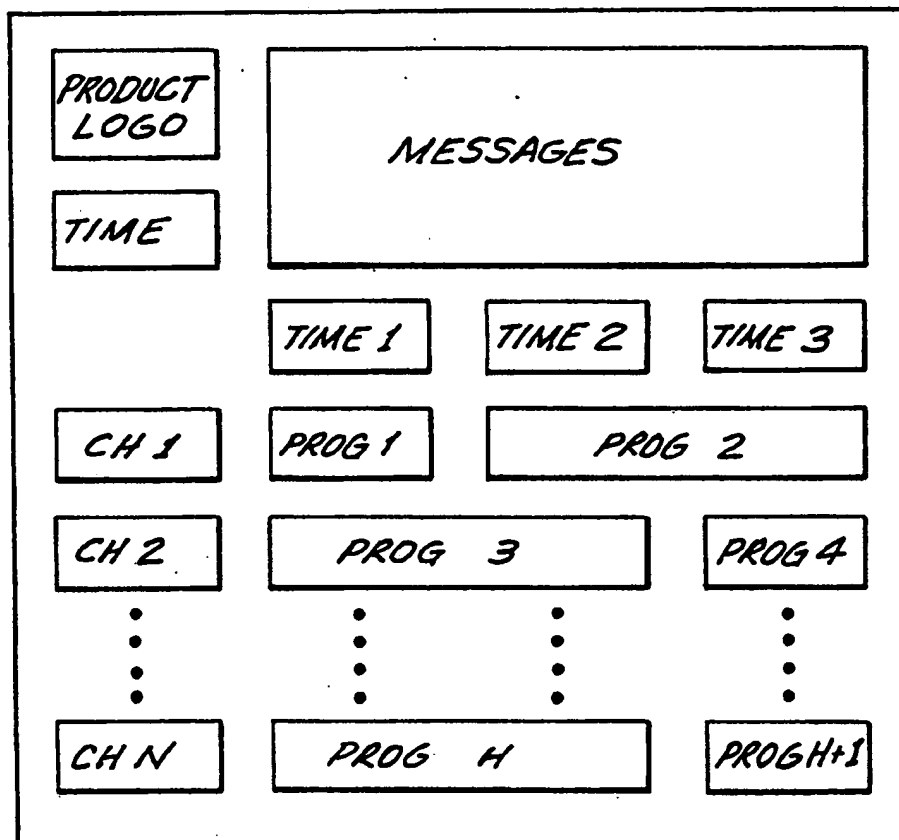 PRODUCT
LOGO
MESSAGES
TIME
TIME 1
TIME 2
TIME 3
CH 1
PROG 1
PROG 2
CH 2
PROG 3
PROG 4
CH N
PROG H
PROG H+1